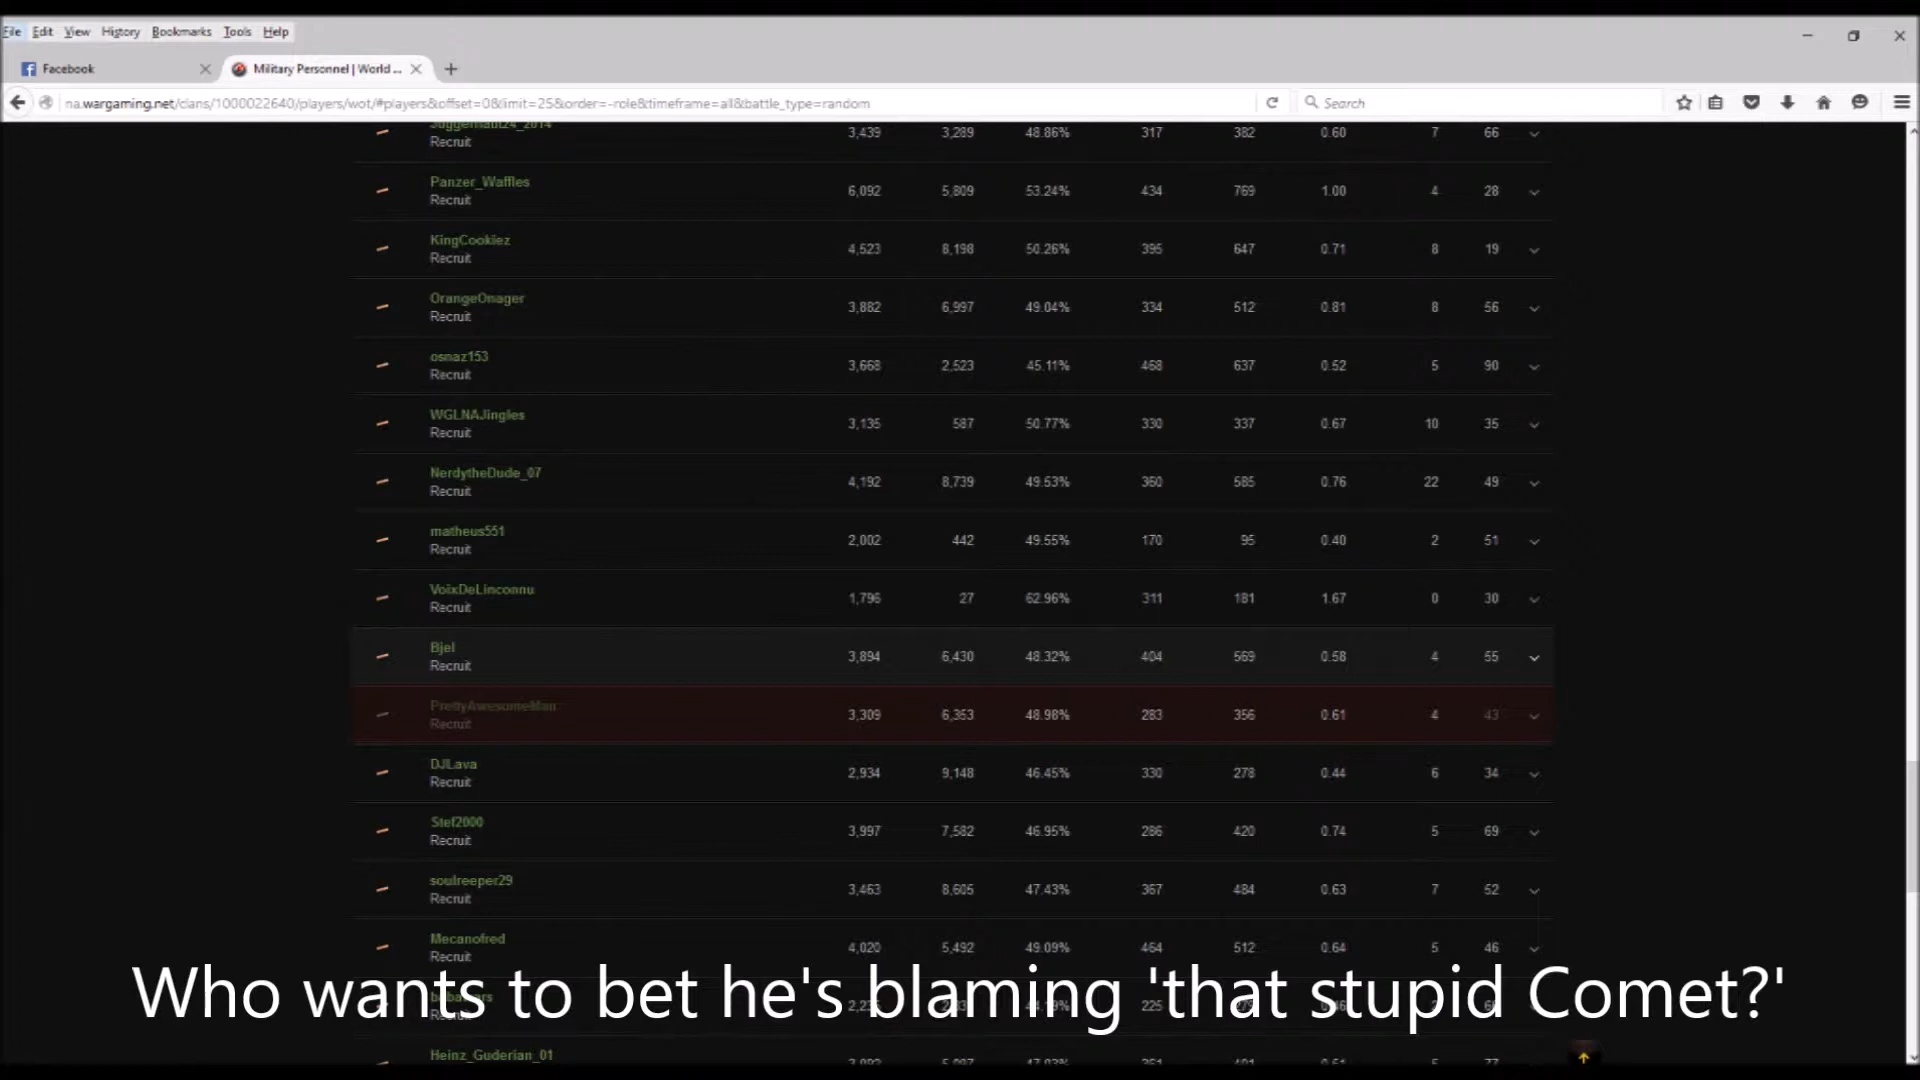 File Edit View History Bookmarks Tools Help
Facebook Military Personnel | World ...
na.wargaming.net/clans/1000022640/players/wot/#players&offset=0&limit=25&order=-role&timeframe=all&battle_type=random Search
Juggernaut24_2014 3,439 3,289 48.86% 317 382 0.60 7 66
Recruit
Panzer_Waffles 6,092 5,809 53.24% 434 769 1.00 4 28
Recruit
KingCookiez 4,523 8,198 50.26% 395 647 0.71 8 19
Recruit
OrangeOnager 3,882 6,997 49.04% 334 512 0.81 8 56
Recruit
osnaz153 3,668 2,523 45.11% 468 637 0.52 5 90
Recruit
WGLNAJingles 3,135 587 50.77% 330 337 0.67 10 35
Recruit
NerdytheDude_07 4,192 8,739 49.53% 360 585 0.76 22 49
Recruit
matheus551 2,002 442 49.55% 170 95 0.40 2 51
Recruit
VoixDeLinconnu 1,796 27 62.96% 311 181 1.67 0 30
Recruit
Bjel 3,894 6,430 48.32% 404 569 0.58 4 55
Recruit
PrettyAwesomeMan 3,309 6,353 48.98% 283 356 0.61 4 43
Recruit
DJLava 2,934 9,148 46.45% 330 278 0.44 6 34
Recruit
Stef2000 3,997 7,582 46.95% 286 420 0.74 5 69
Recruit
soulreeper29 3,463 8,605 47.43% 367 484 0.63 7 52
Recruit
Mecanofred 4,020 5,492 49.09% 464 512 0.64 5 46
Recruit
Who wants to bet he's blaming 'that stupid Comet?'
225
Recruit
Heinz_Guderian_01